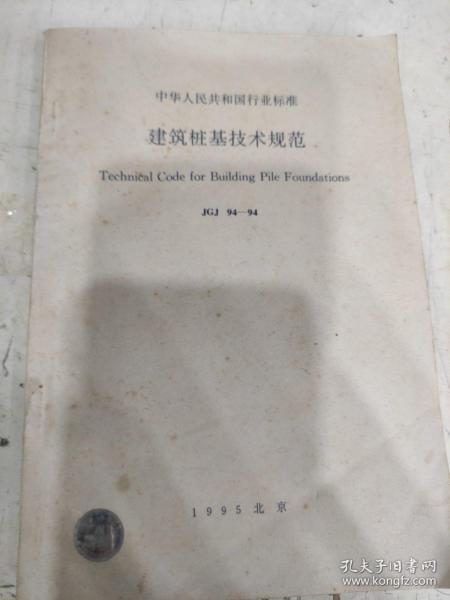 中华人民共和国行业标准
建筑桩基技术规范
Technical Code for Building Pile Foundations
JGJ 94—94
1995 北京
孔夫子旧书网
www.kongfz.com